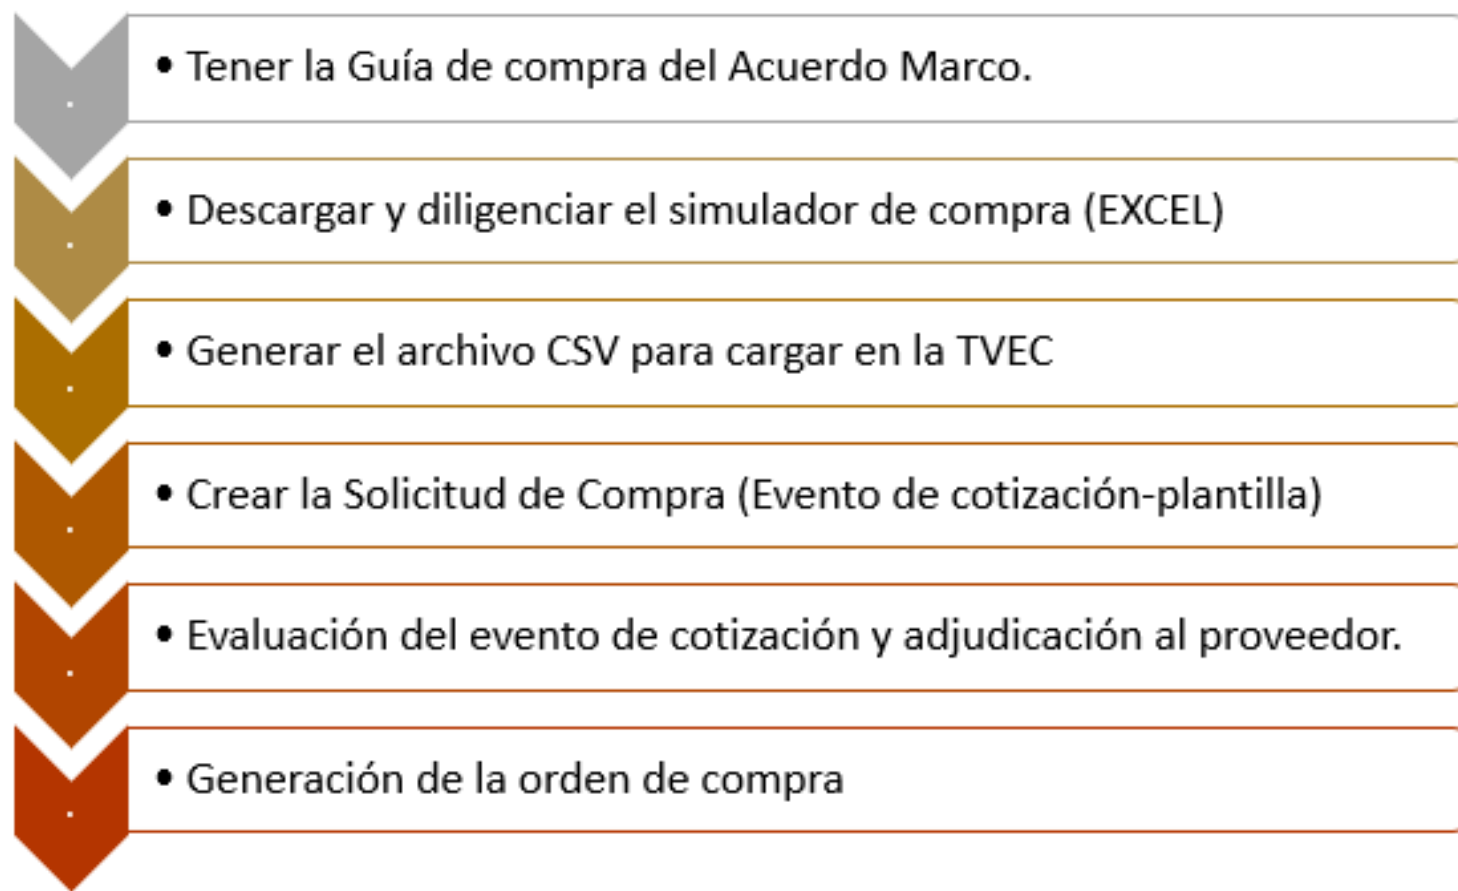 • Tener la Guía de compra del Acuerdo Marco.
• Descargar y diligenciar el simulador de compra (EXCEL)
• Generar el archivo CSV para cargar en la TVEC
• Crear la Solicitud de Compra (Evento de cotización-plantilla)
• Evaluación del evento de cotización y adjudicación al proveedor.
• Generación de la orden de compra